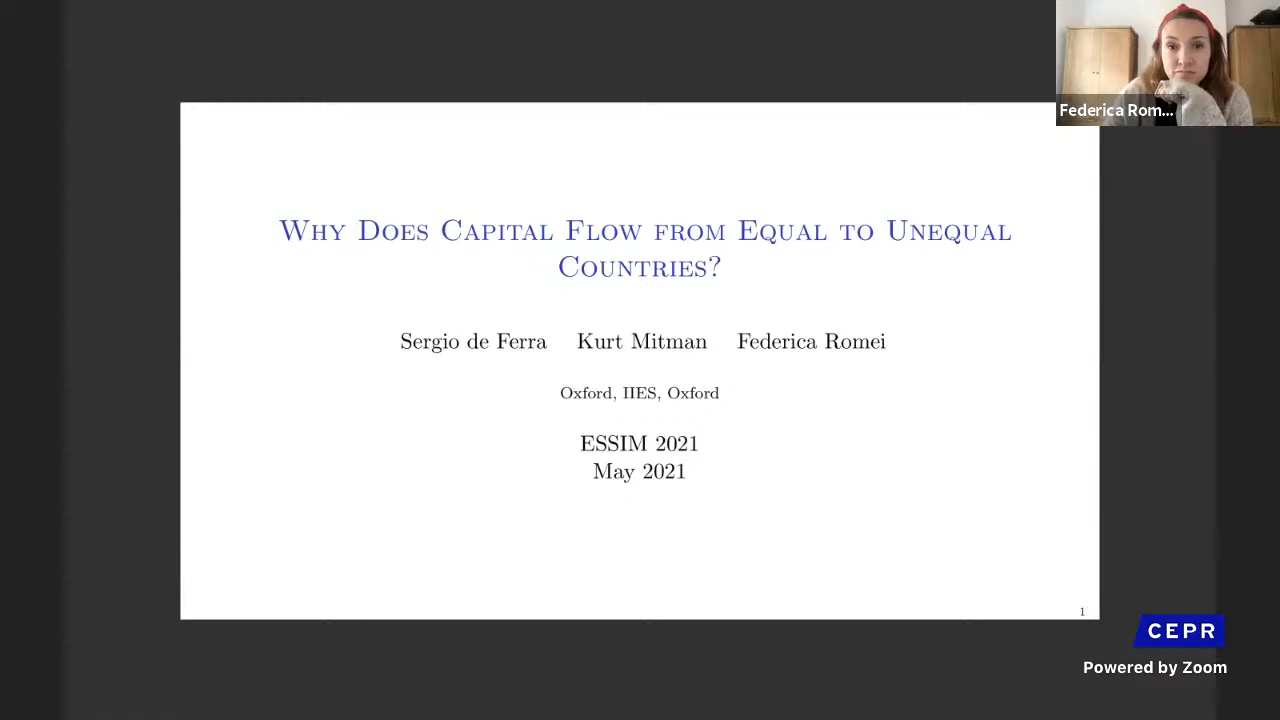 Federica Rom...
Why Does Capital Flow from Equal to Unequal
Countries?
Sergio de Ferra Kurt Mitman Federica Romei
Oxford, IIES, Oxford
ESSIM 2021
May 2021
1
CEPR
Powered by Zoom